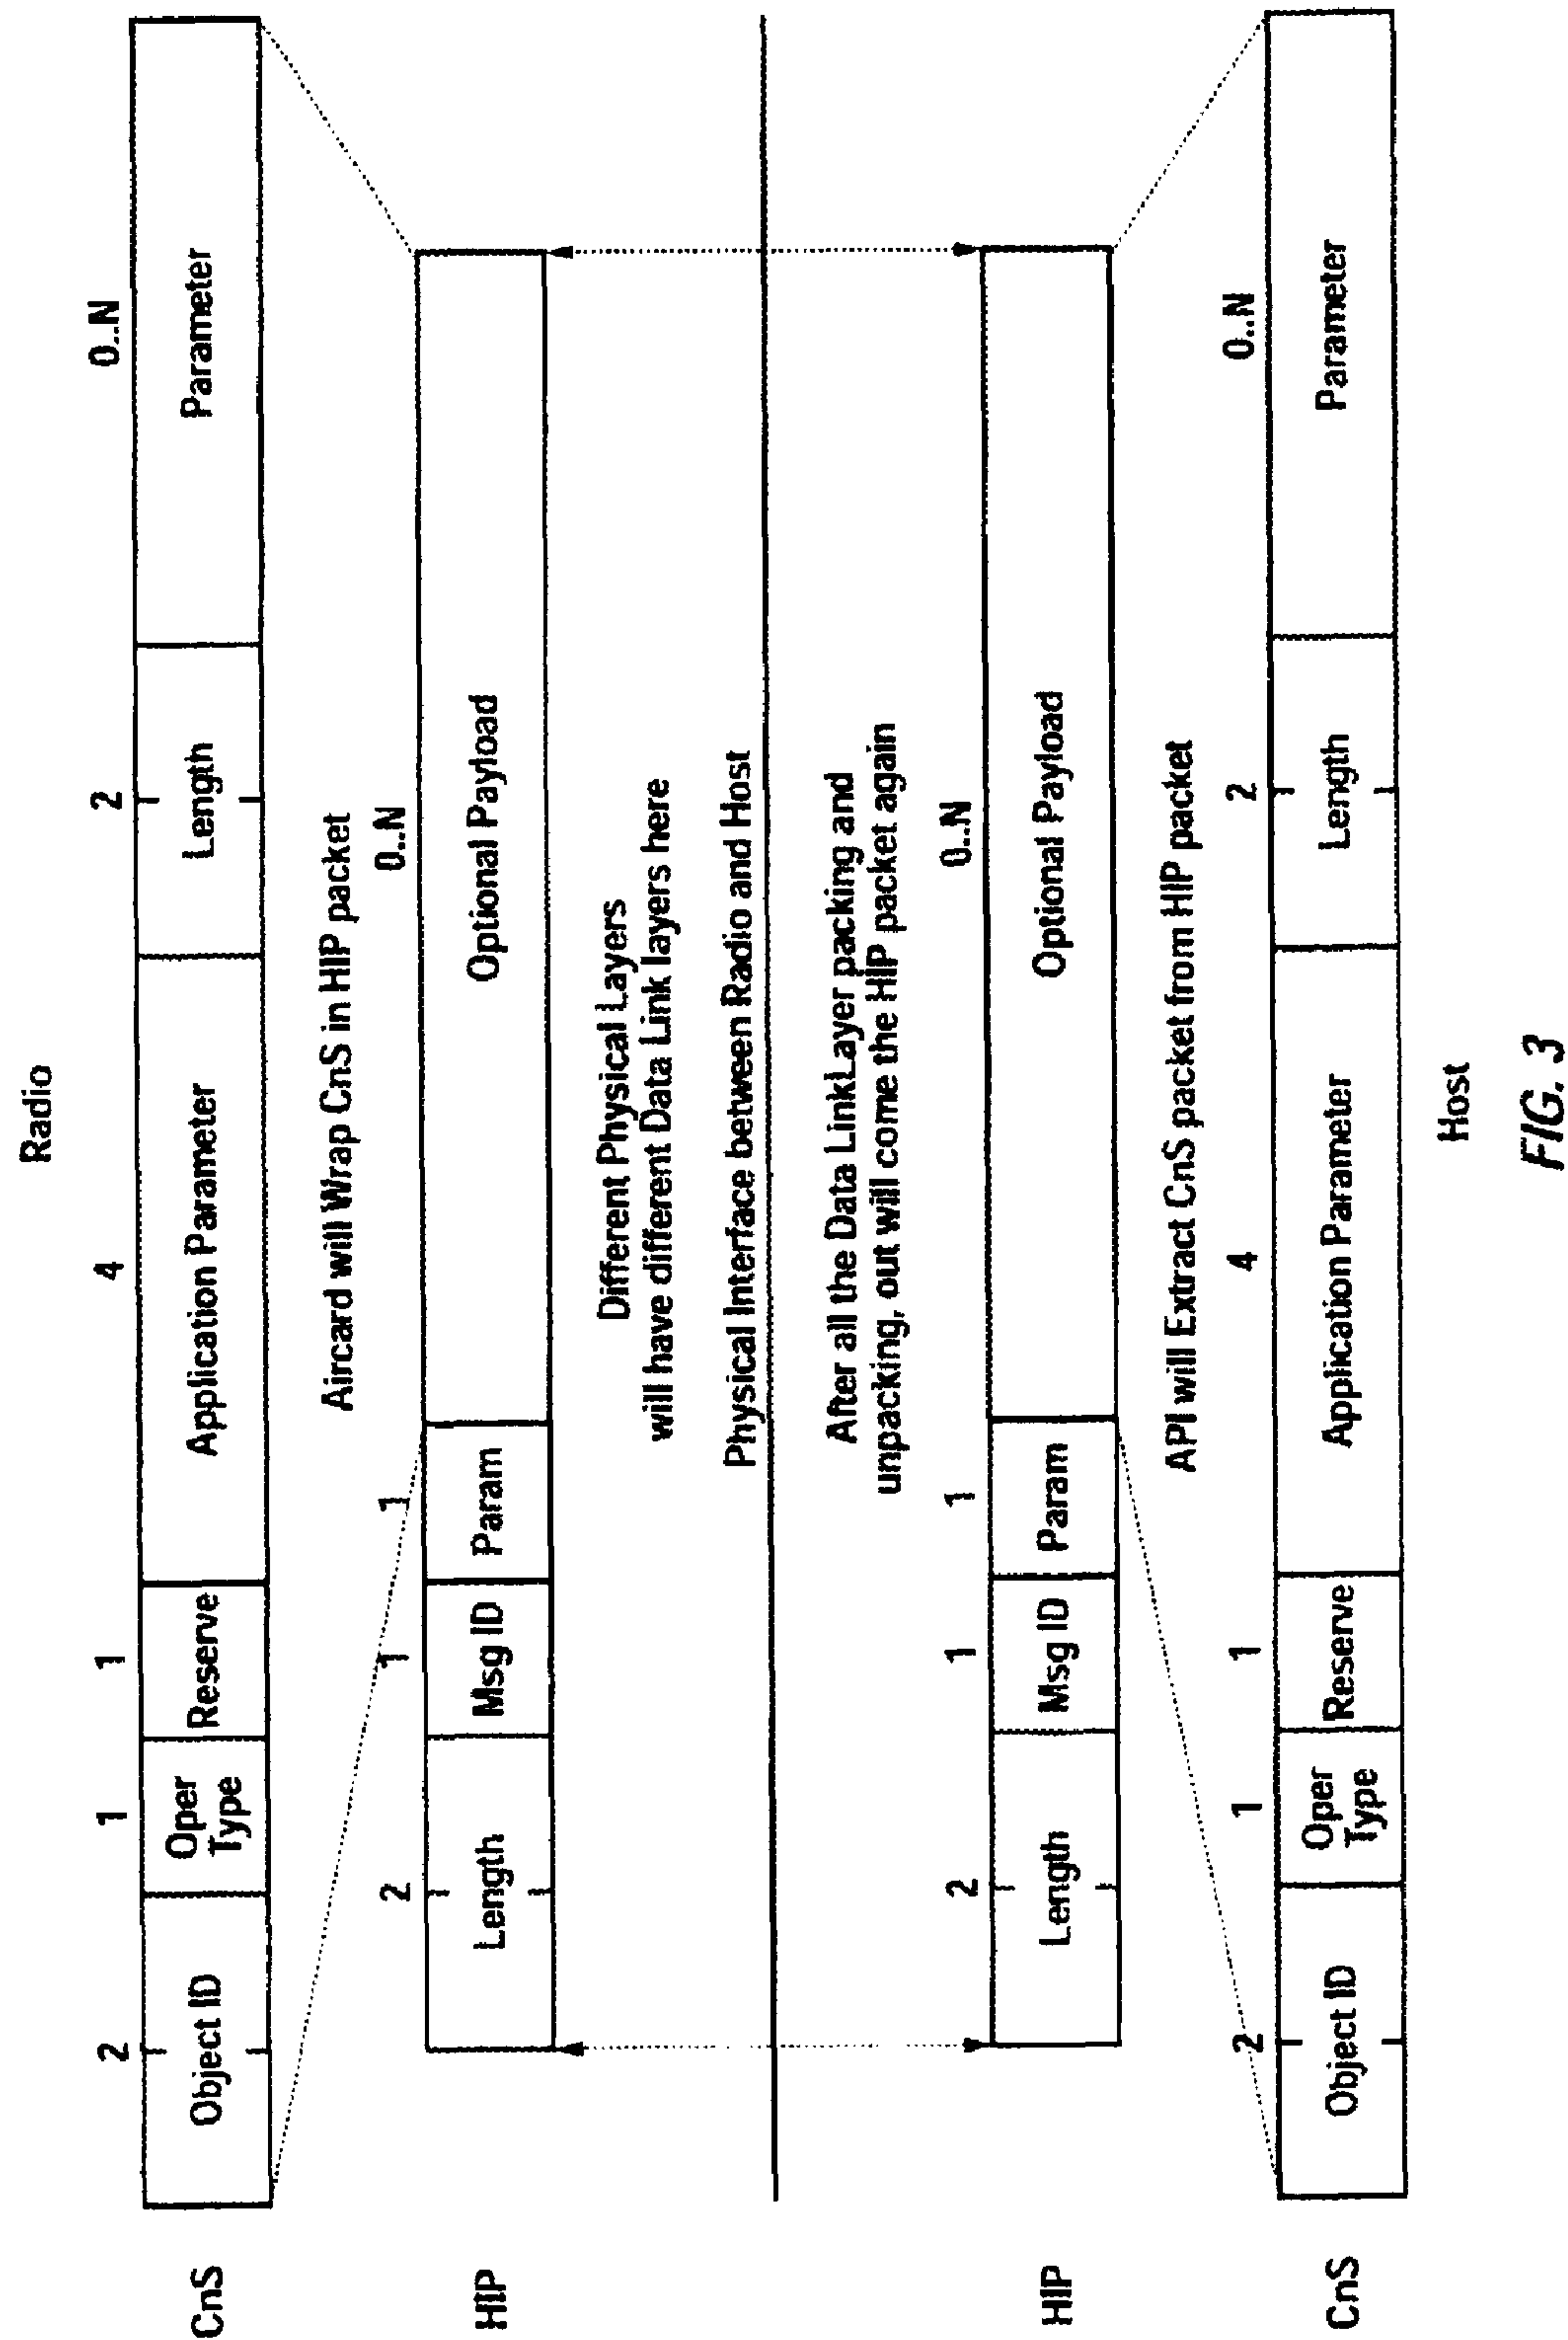 Radio
2 1 1 4 2 0..N
CnS Object ID Oper Type Reserve Application Parameter Length Parameter
Aircard will Wrap CnS in HIP packet
2 1 1 0..N
HIP Length Msg ID Param Optional Payload
Different Physical Layers
will have different Data Link layers here
Physical Interface between Radio and Host
After all the Data LinkLayer packing and
unpacking, out will come the HIP packet again
2 1 1 0..N
HIP Length Msg ID Param Optional Payload
API will Extract CnS packet from HIP packet
2 1 1 4 2 0..N
CnS Object ID Oper Type Reserve Application Parameter Length Parameter
Host
FIG. 3